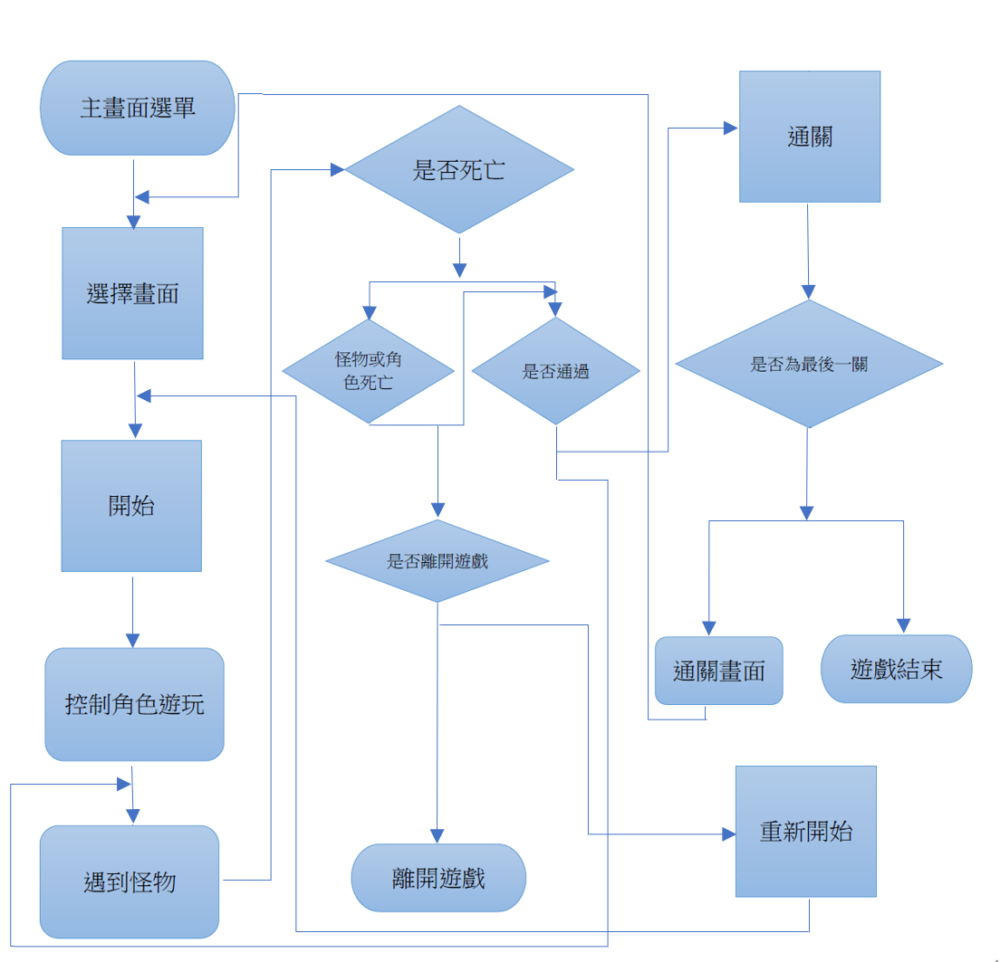 主畫面選單
選擇畫面
開始
控制角色遊玩
遇到怪物
是否死亡
怪物或角
色死亡
是否通過
是否離開遊戲
離開遊戲
通關
是否為最後一關
通關畫面
遊戲結束
重新開始